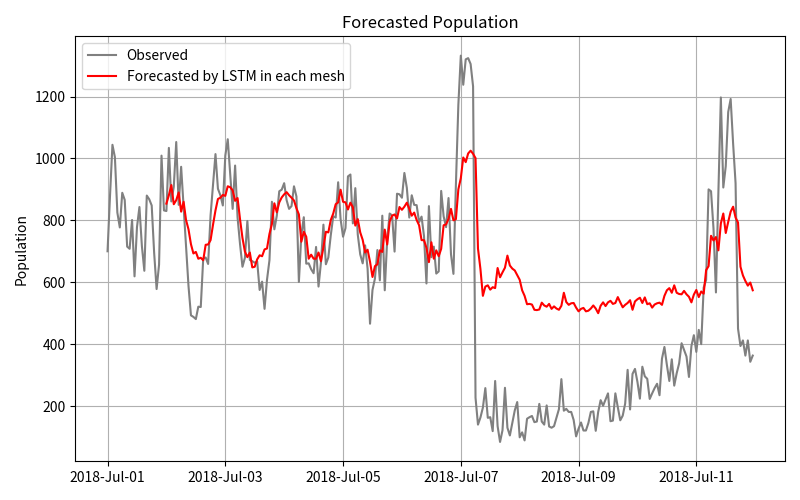 Forecasted Population
Observed
Forecasted by LSTM in each mesh
Population
1200
1000
800
600
400
200
2018-Jul-01
2018-Jul-03
2018-Jul-05
2018-Jul-07
2018-Jul-09
2018-Jul-11